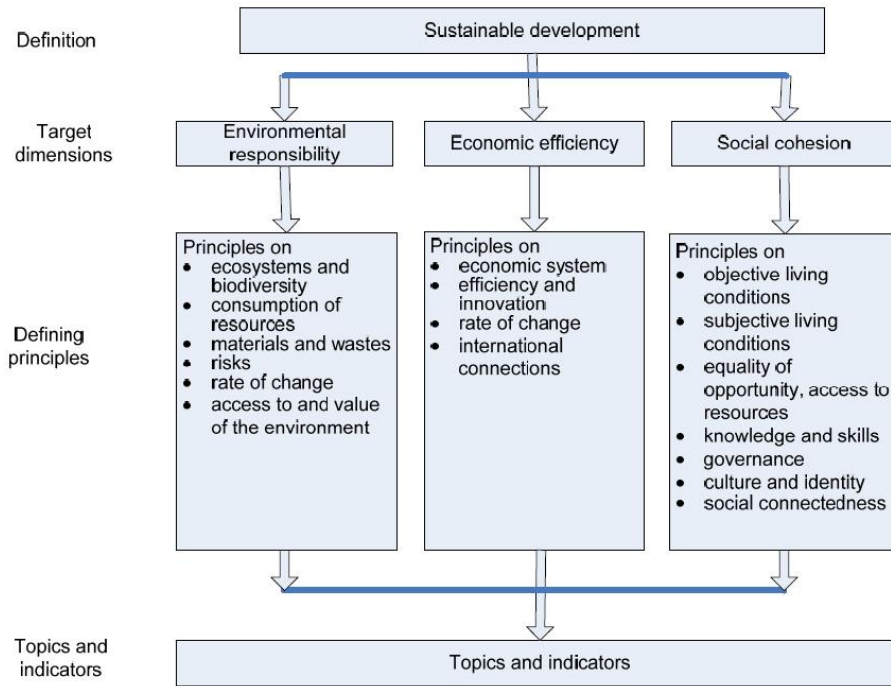 Definition
Sustainable development
Target
dimensions
Environmental
responsibility
Economic efficiency
Social cohesion
Defining
principles
Principles on
• ecosystems and
biodiversity
• consumption of
resources
• materials and wastes
• risks
• rate of change
• access to and value
of the environment
Principles on
• economic system
• efficiency and
innovation
• rate of change
• international
connections
Principles on
• objective living
conditions
• subjective living
conditions
• equality of
opportunity, access to
resources
• knowledge and skills
• governance
• culture and identity
• social connectedness
Topics and
indicators
Topics and indicators